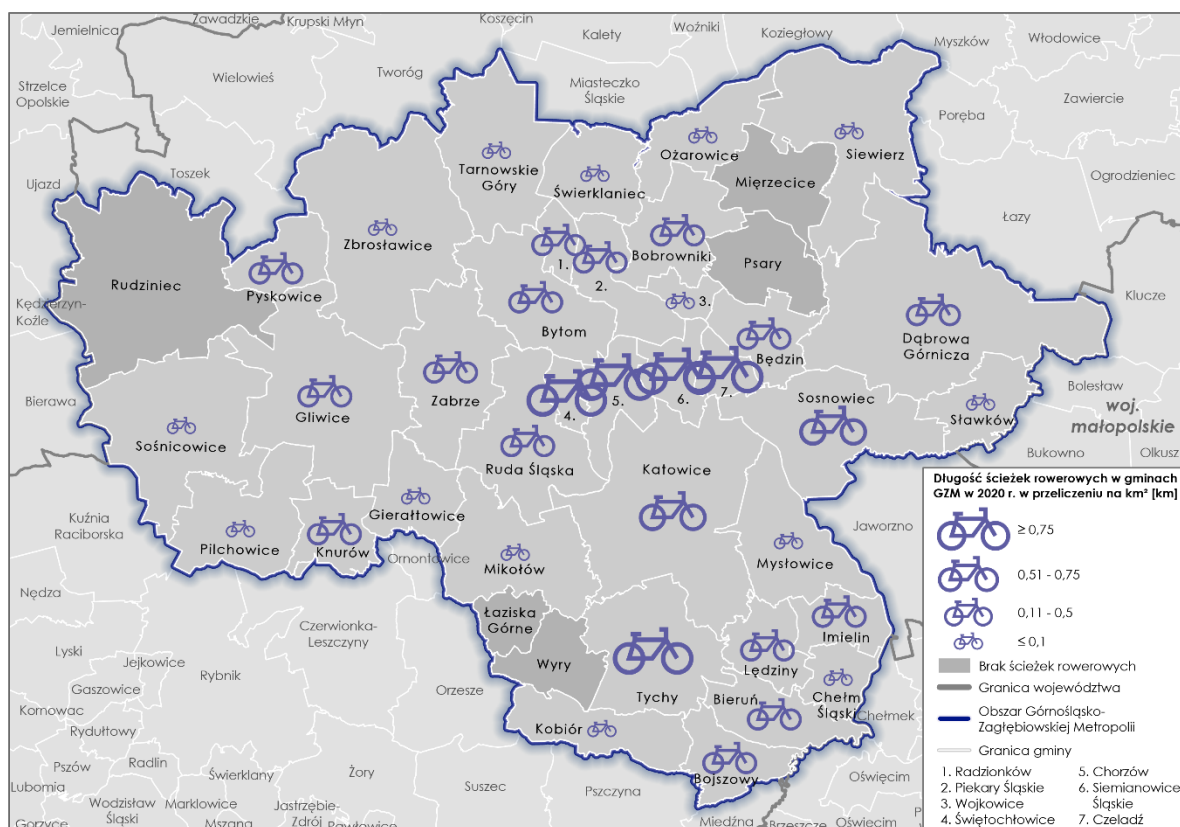 Zawadzkie
Krupski Młyn
Koszęcin
Jemielnica
Kalety
Woźniki
Koziegłowy
Myszków
Włodowice
Wielowieś
Tworóg
Miasteczko
Śląskie
Strzelce
Opolskie
Zawiercie
Poręba
Ożarowice
Siewierz
Tarnowskie
Góry
Świerklaniec
Toszek
Ujazd
Mierzęcice
Ogrodzieniec
Łazy
Zbrosławice
1.
2.
Bobrowniki
Psary
Rudziniec
Pyskowice
Kędzierzyn-
Koźle
3.
Klucze
Bytom
Dąbrowa
Górnicza
Będzin
Bierawa
Gliwice
Zabrze
4.
5.
6.
7.
Sosnowiec
Sławków
Bolesław
woj.
małopolskie
Bukowno
Olkusz
Sośnicowice
Ruda Śląska
Katowice
Kuźnia
Raciborska
Gierałtowice
Pilchowice
Knurów
Ornontowice
Mikołów
Mysłowice
Jaworzno
Nędza
Łaziska
Górne
Imielin
Czerwionka-
Leszczyny
Lyski
Jejkowice
Rybnik
Wyry
Lędziny
Gaszowice
Orzesze
Tychy
Bieruń
Chełm
Śląski
Kornowac
Rydułtowy
Kobiór
Chełmek
Pszów
Radlin
Świerklany
Żory
Lubomia
Suszec
Pszczyna
Bojszowy
Oświęcim
Wodzisław
Śląski
Marklowice
Jastrzębie-
Zdrój
Pawłowice
Gorzyce
Mszana
Miedźna
Brzeszcze
Oświęcim
Długość ścieżek rowerowych w gminach
GZM w 2020 r. w przeliczeniu na km² [km]
≥ 0,75
0,51 - 0,75
0,11 - 0,5
≤ 0,1
Brak ścieżek rowerowych
Granica województwa
Obszar Górnośląsko-
Zagłębiowskiej Metropolii
Granica gminy
1. Radzionków
2. Piekary Śląskie
3. Wojkowice
4. Świętochłowice
5. Chorzów
6. Siemianowice
Śląskie
7. Czeladź